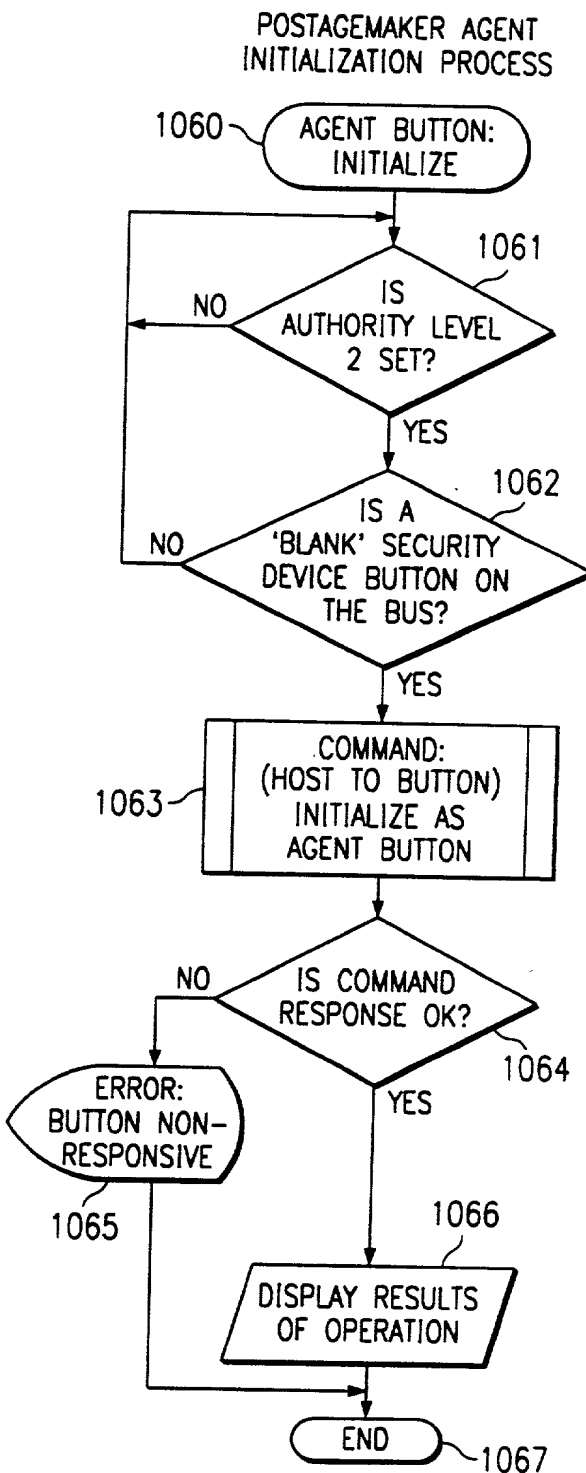 POSTAGEMAKER AGENT
INITIALIZATION PROCESS
1060
AGENT BUTTON:
INITIALIZE
1061
IS
AUTHORITY LEVEL
2 SET?
NO
YES
1062
IS A
'BLANK' SECURITY
DEVICE BUTTON ON
THE BUS?
NO
YES
1063
COMMAND:
(HOST TO BUTTON)
INITIALIZE AS
AGENT BUTTON
NO
IS COMMAND
RESPONSE OK?
1064
YES
ERROR:
BUTTON NON-
RESPONSIVE
1065
1066
DISPLAY RESULTS
OF OPERATION
END
1067